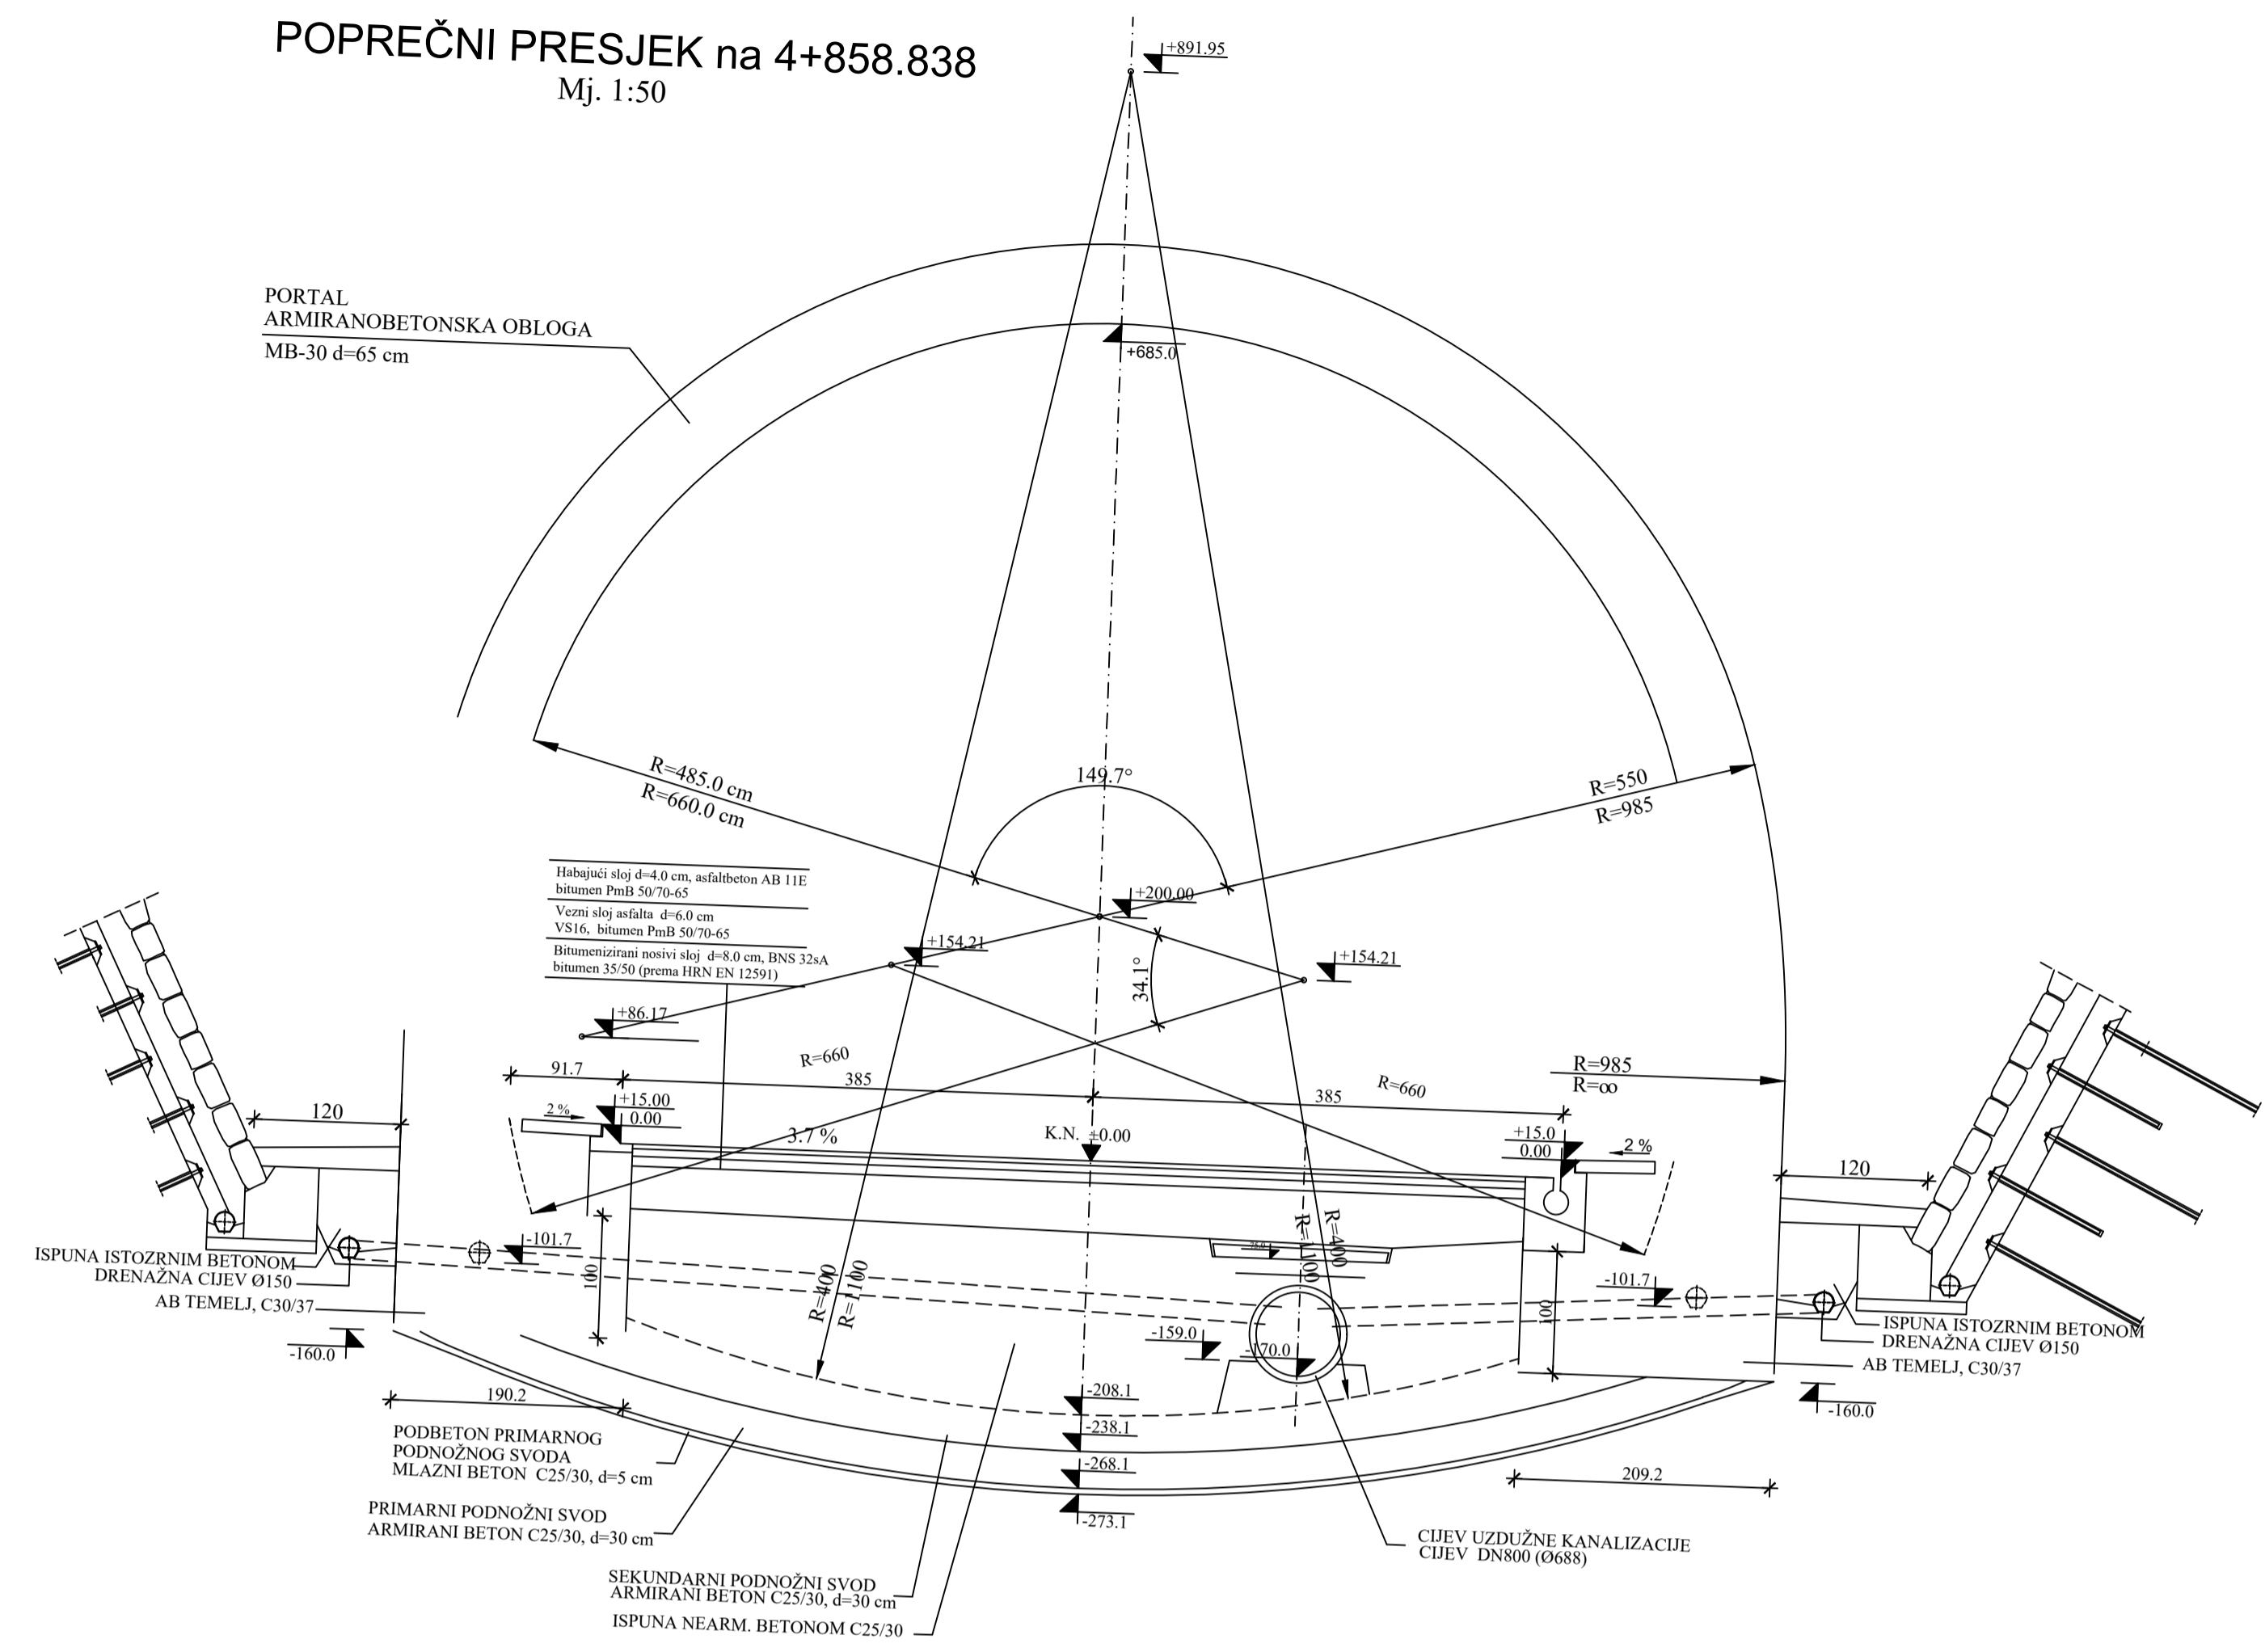 POPREČNI PRESJEK na 4+858.838
Mj. 1:50
+891.95
PORTAL
ARMIRANOBETONSKA OBLOGA
MB-30 d=65 cm
+685.0
R=485.0 cm
R=660.0 cm
149.7°
R=550
R=985
Habajući sloj d=4.0 cm, asfaltbeton AB 11E
bitumen PmB 50/70-65
Vezni sloj asfalta d=6.0 cm
VS16, bitumen PmB 50/70-65
Bitumenizirani nosivi sloj d=8.0 cm, BNS 32sA
bitumen 35/50 (prema HRN EN 12591)
+200.00
+154.21
+154.21
34.1°
+86.17
91.7
385
R=660
385
R=660
R=985
R=∞
120
2 %
+15.00
0.00
3.7 %
K.N. ±0.00
+15.0
0.00
2 %
120
-101.7
100
ISPUNA ISTOZRNIM BETONOM
DRENAŽNA CIJEV Ø150
AB TEMELJ, C30/37
-160.0
R=400
R=1100
R=1100
R=400
-159.0
-170.0
-101.7
100
ISPUNA ISTOZRNIM BETONOM
DRENAŽNA CIJEV Ø150
AB TEMELJ, C30/37
-160.0
190.2
-208.1
-238.1
-268.1
-273.1
209.2
PODBETON PRIMARNOG
PODNOŽNOG SVODA
MLAZNI BETON C25/30, d=5 cm
PRIMARNI PODNOŽNI SVOD
ARMIRANI BETON C25/30, d=30 cm
SEKUNDARNI PODNOŽNI SVOD
ARMIRANI BETON C25/30, d=30 cm
ISPUNA NEARM. BETONOM C25/30
CIJEV UZDUŽNE KANALIZACIJE
CIJEV DN800 (Ø688)